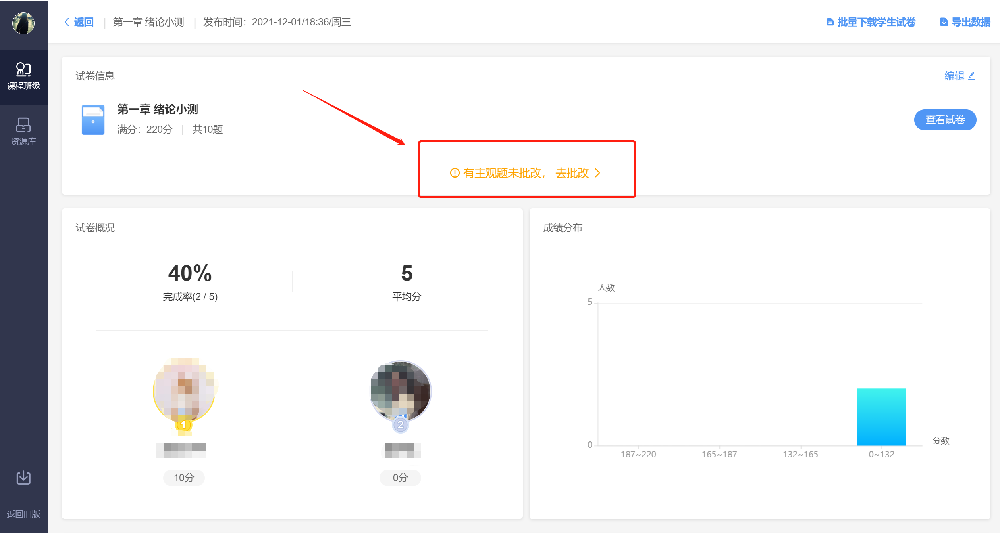 返回 | 第一章 绪论小测 | 发布时间：2021-12-01/18:36/周三
批量下载学生试卷
导出数据
课程班级
资源库
返回旧版
试卷信息
编辑
第一章 绪论小测
满分：220分 | 共10题
查看试卷
有主观题未批改， 去批改
试卷概况
40%
完成率(2 / 5)
5
平均分
1
10分
2
0分
成绩分布
人数
5
0
187~220
165~187
132~165
0~132
分数